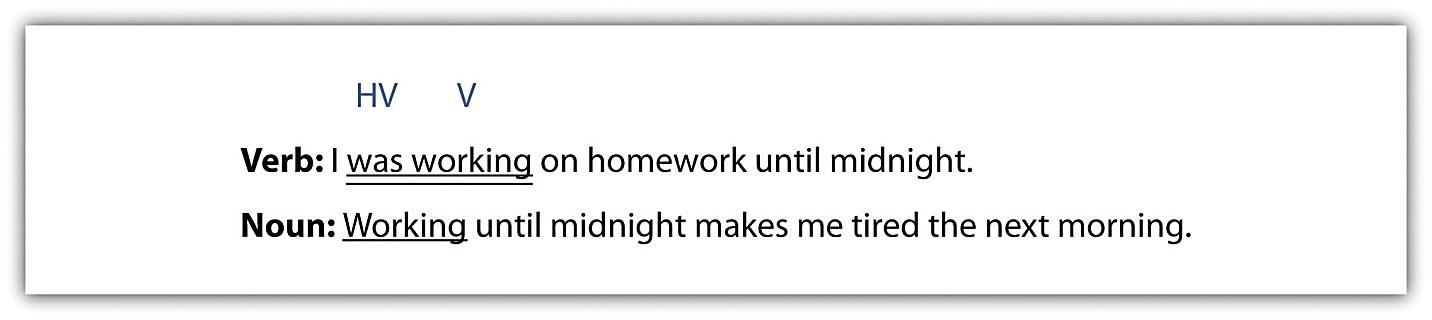 HV V
Verb: I was working on homework until midnight.
Noun: Working until midnight makes me tired the next morning.